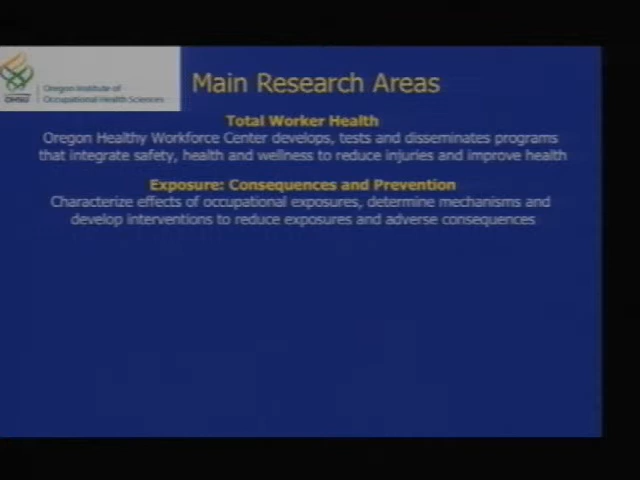 OHSU
Oregon Institute of
Occupational Health Sciences
Main Research Areas
Total Worker Health
Oregon Healthy Workforce Center develops, tests and disseminates programs
that integrate safety, health and wellness to reduce injuries and improve health
Exposure: Consequences and Prevention
Characterize effects of occupational exposures, determine mechanisms and
develop interventions to reduce exposures and adverse consequences